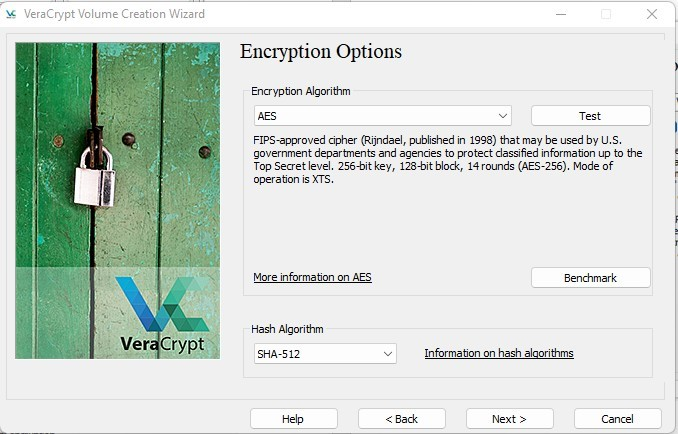 VeraCrypt Volume Creation Wizard
Encryption Options
Encryption Algorithm
AES
Test
FIPS-approved cipher (Rijndael, published in 1998) that may be used by U.S.
government departments and agencies to protect classified information up to the
Top Secret level. 256-bit key, 128-bit block, 14 rounds (AES-256). Mode of
operation is XTS.
More information on AES
Benchmark
VeraCrypt
Hash Algorithm
SHA-512
Information on hash algorithms
Help
< Back
Next >
Cancel